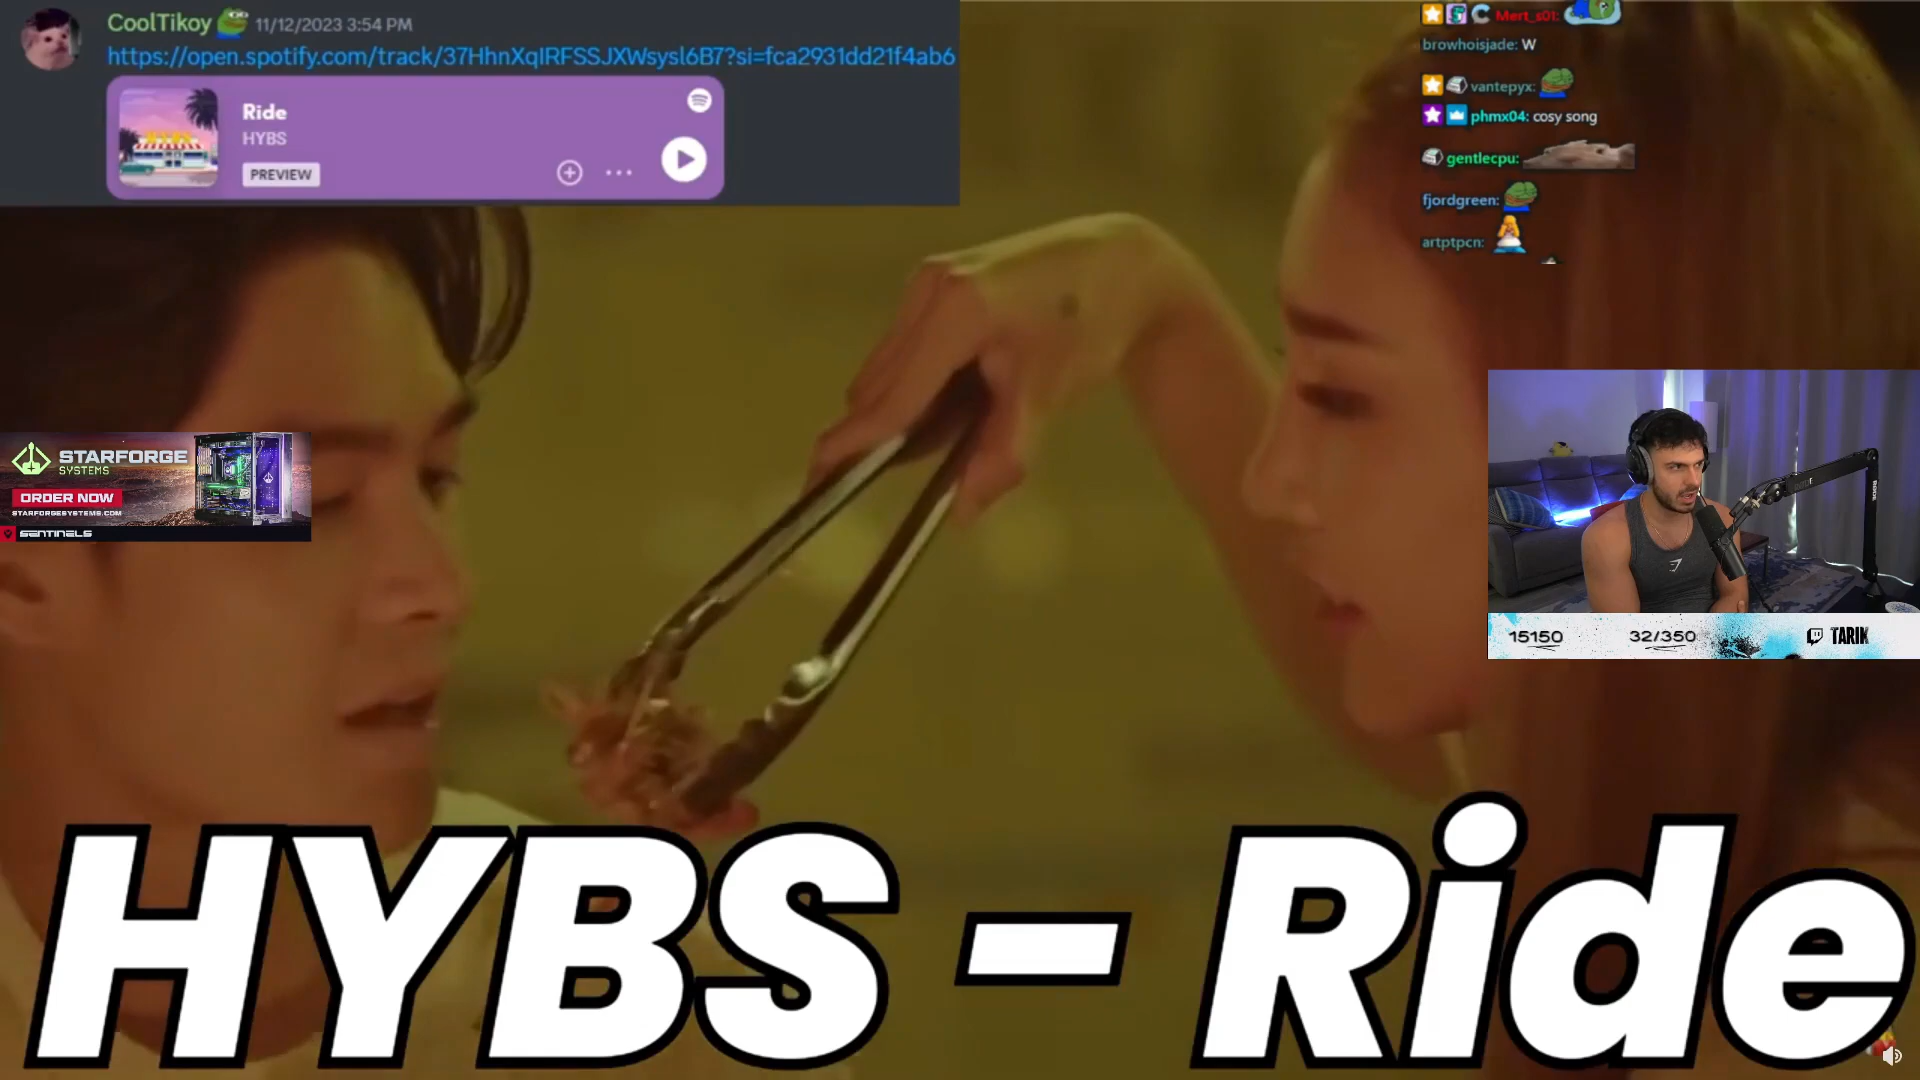 CoolTikoy 11/12/2023 3:54 PM
https://open.spotify.com/track/37HhnXqIRFSSJXWsysl6B7?si=fca2931dd21f4ab6
Ride
HYBS
PREVIEW
Mert_s01:
browhoisjade: W
vantepyx:
phmx04: cosy song
gentlecpu:
fjordgreen:
artptpcn:
STARFORGE
SYSTEMS
ORDER NOW
STARFORGESYSTEMS.COM
SENTINELS
15150 32/350 TARIK
HYBS - Ride